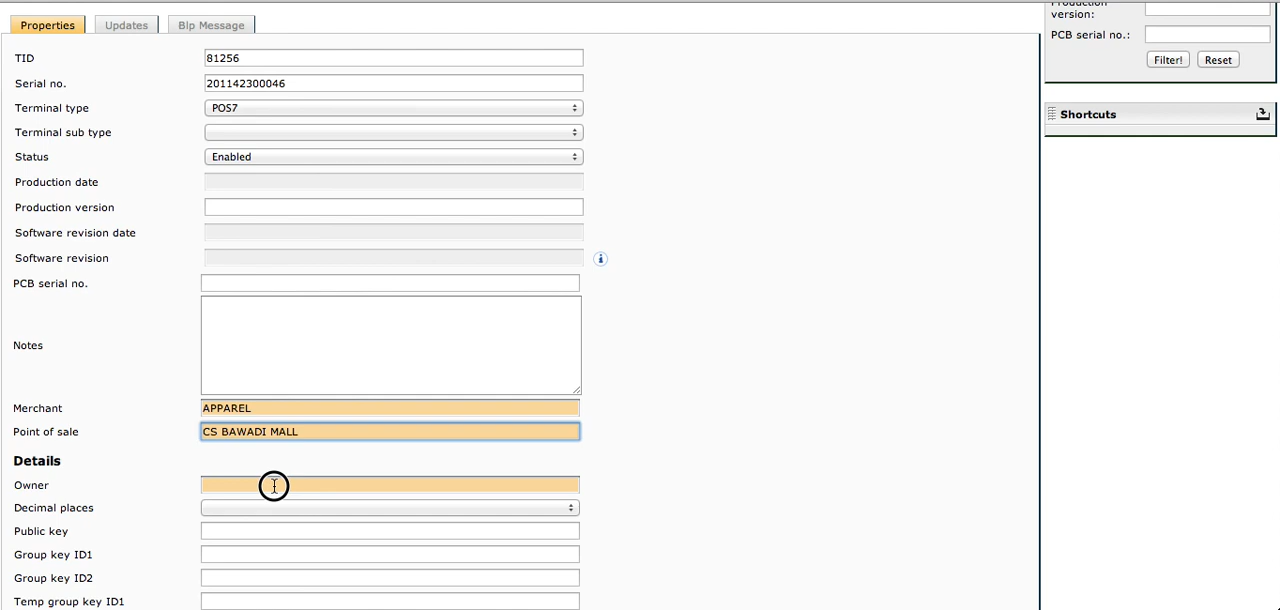 Properties
Updates
Blp Message
TID 81256
Serial no. 201142300046
Terminal type POS7
Terminal sub type
Status Enabled
Production date
Production version
Software revision date
Software revision
PCB serial no.
Notes
Merchant APPAREL
Point of sale CS BAWADI MALL
Details
Owner
Decimal places
Public key
Group key ID1
Group key ID2
Temp group key ID1
Production
version:
PCB serial no.:
Filter! Reset
Shortcuts